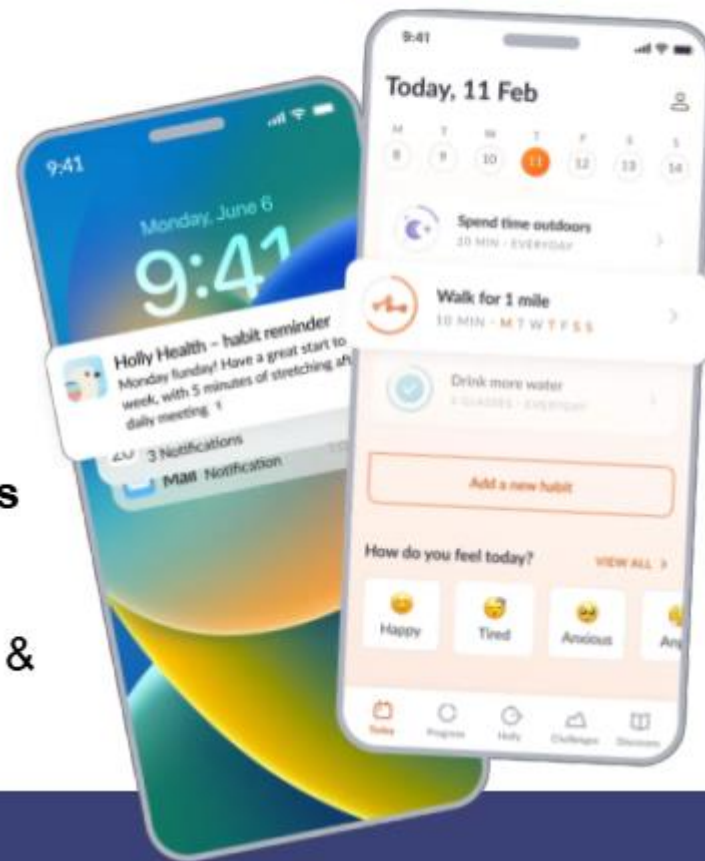 9:41
Monday, June 6
9:41
Holly Health – habit reminder
Monday funday! Have a great start to
week, with 5 minutes of stretching
daily meeting
3 Notifications
Mail Notification
s
&
9:41
Today, 11 Feb
M T W T F S S
8 9 10 11 12 13 14
Spend time outdoors
20 MIN - EVERYDAY
Walk for 1 mile
10 MIN - M T W T F S S
Drink more water
GLASSES - EVERYDAY
Add a new habit
How do you feel today?
VIEW ALL >
Happy
Tired
Anxious
Today
Progress
Holly
Challenges
Discovery